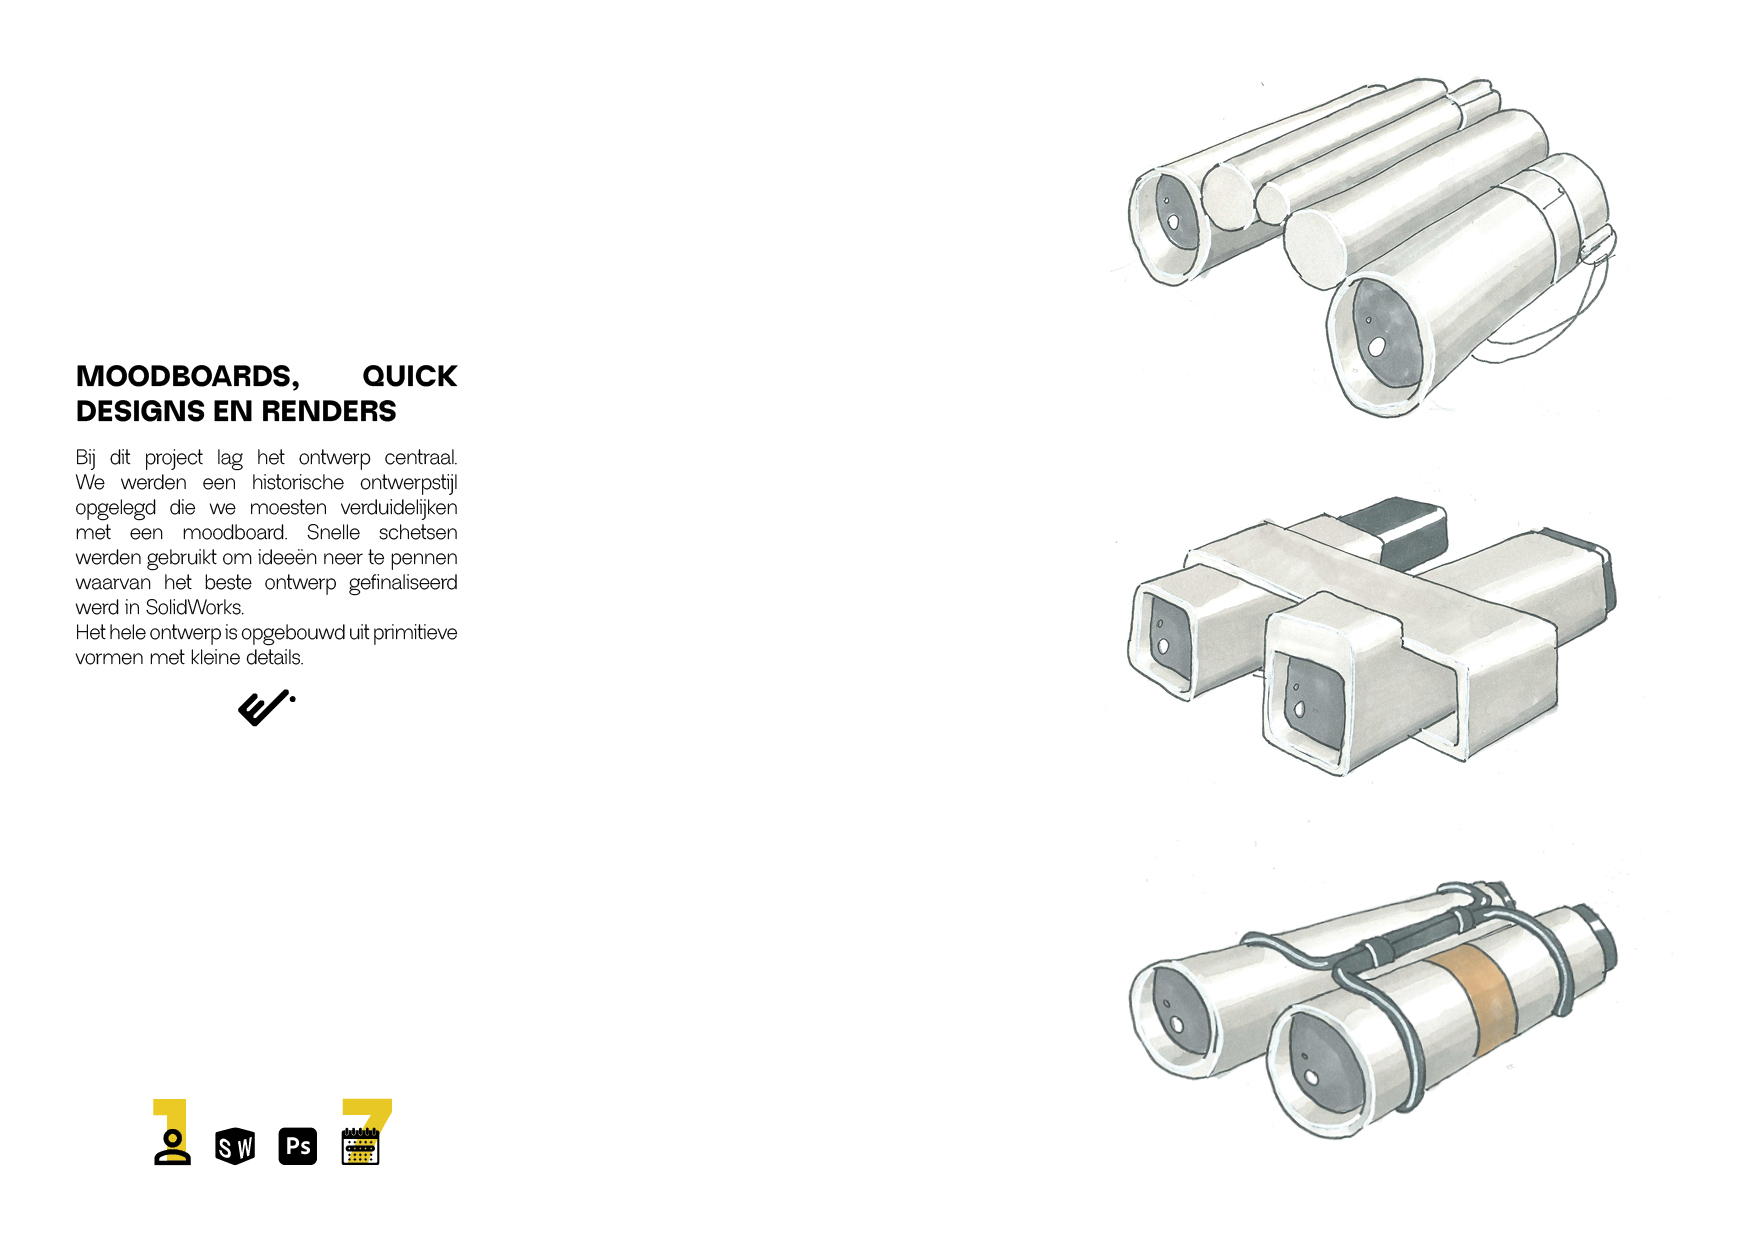 MOODBOARDS, QUICK
DESIGNS EN RENDERS
Bij dit project lag het ontwerp centraal.
We werden een historische ontwerpstijl
opgelegd die we moesten verduidelijken
met een moodboard. Snelle schetsen
werden gebruikt om ideeën neer te pennen
waarvan het beste ontwerp gefinaliseerd
werd in SolidWorks.
Het hele ontwerp is opgebouwd uit primitieve
vormen met kleine details.
1 SW Ps 7